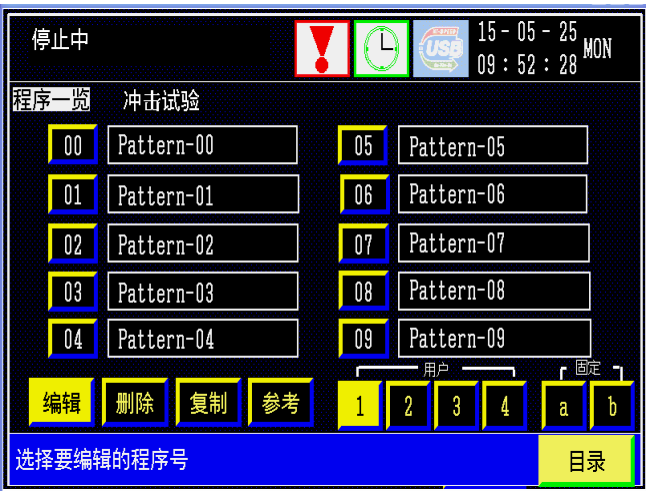 停止中
USB
15-05-25 MON
09:52:28
程序一览 冲击试验
00 Pattern-00 05 Pattern-05
01 Pattern-01 06 Pattern-06
02 Pattern-02 07 Pattern-07
03 Pattern-03 08 Pattern-08
04 Pattern-04 09 Pattern-09
用户 固定
编辑 删除 复制 参考 1 2 3 4 a b
选择要编辑的程序号 目录